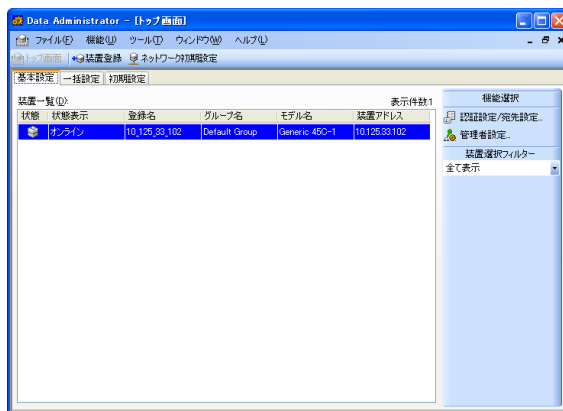 Data Administrator - [トップ画面]
ファイル(F) 機能(U) ツール(T) ウィンドウ(W) ヘルプ(L)
トップ画面 装置登録 ネットワーク初期設定
基本設定 一括設定 初期設定
装置一覧(D): 表示件数:1
状態 状態表示 登録名 グループ名 モデル名 装置アドレス
オンライン 10_125_33_102 Default Group Generic 45C-1 10.125.33.102
機能選択
認証設定/宛先設定...
管理者設定...
装置選択フィルター
全て表示